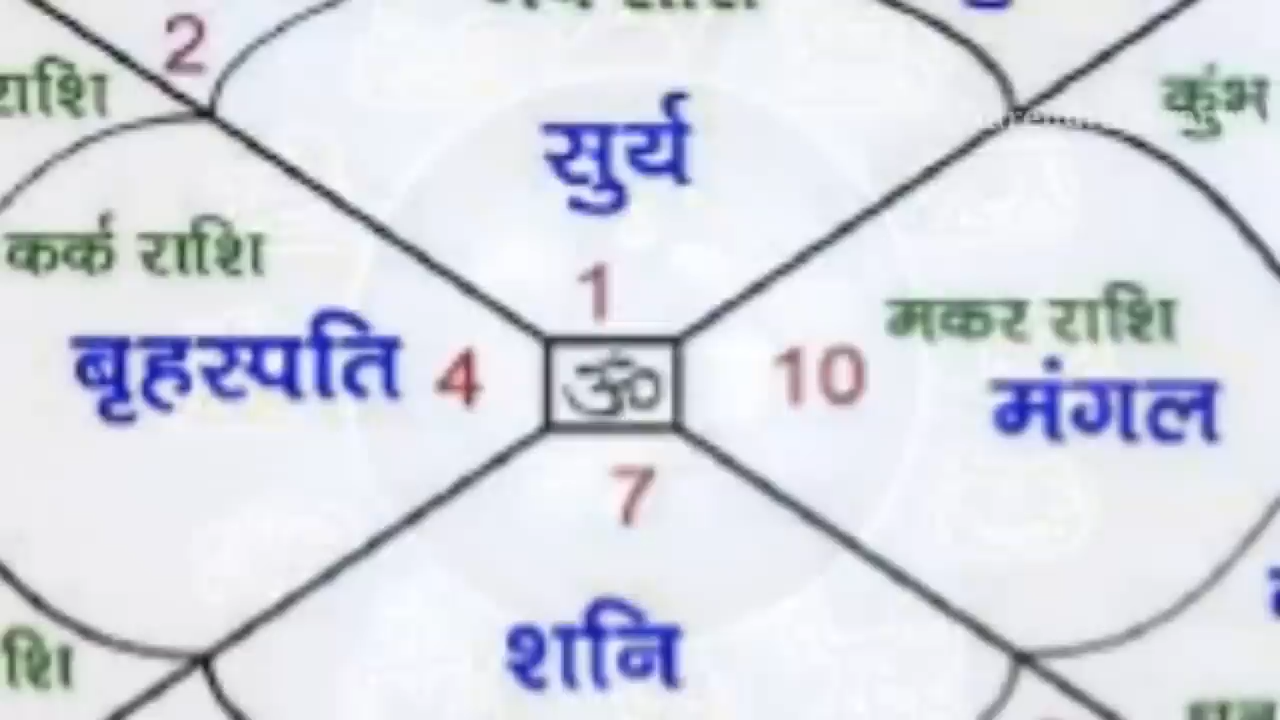 2
राशि
कुंभ
सुर्य
कर्क राशि
1
मकर राशि
बृहस्पति
4
ॐ
10
मंगल
7
शनि